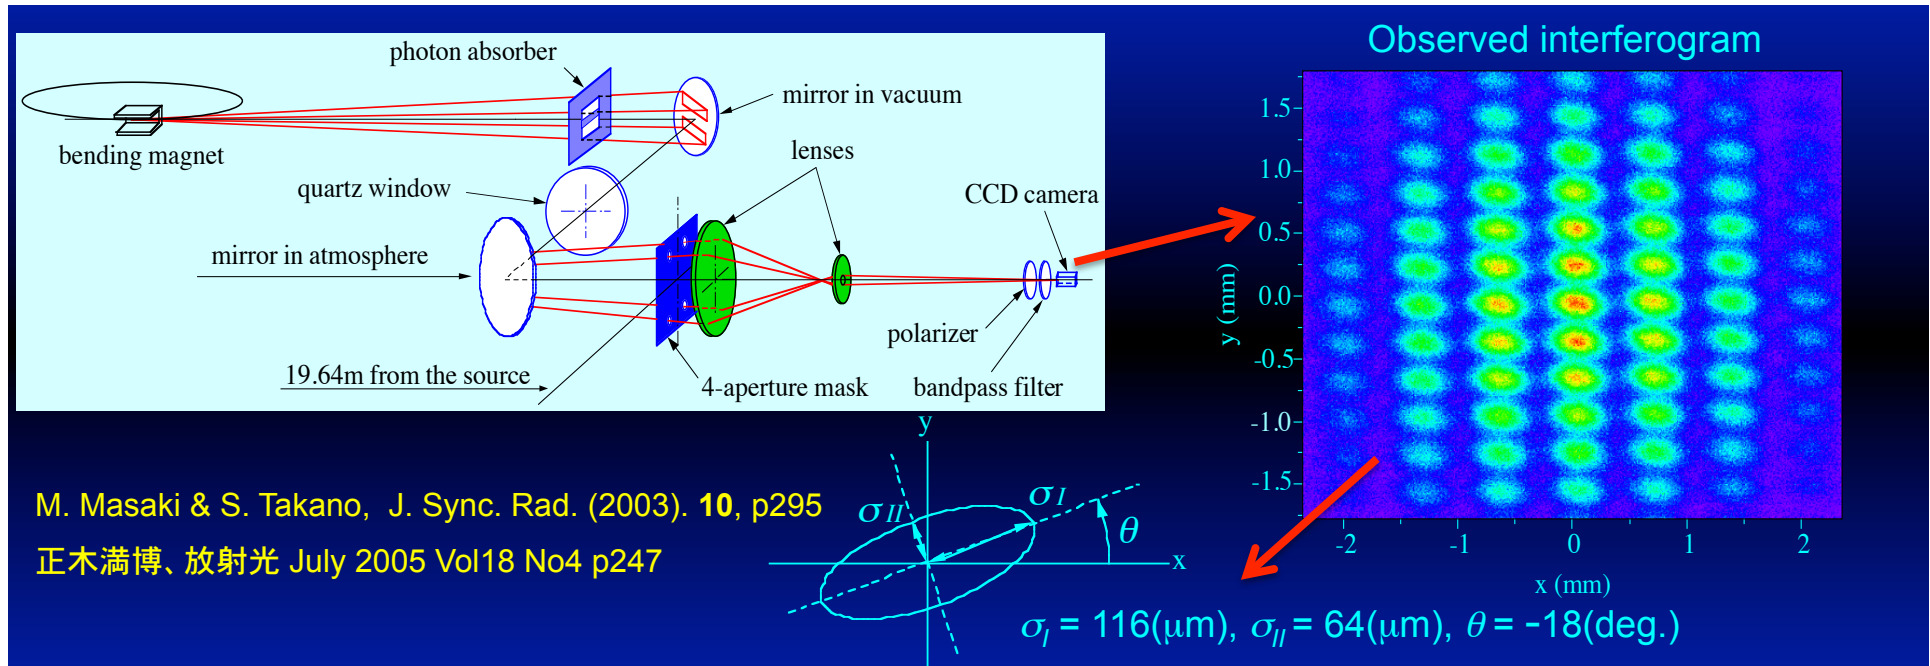 Observed interferogram
photon absorber
mirror in vacuum
bending magnet
lenses
quartz window
CCD camera
mirror in atmosphere
polarizer
19.64m from the source
4-aperture mask
bandpass filter
1.5
1.0
0.5
0.0
-0.5
-1.0
-1.5
y (mm)
-2 -1 0 1 2
x (mm)
M. Masaki & S. Takano, J. Sync. Rad. (2003). 10, p295
正木満博、放射光 July 2005 Vol18 No4 p247
y
σII
σI
θ
x
σI = 116(μm), σII = 64(μm), θ = -18(deg.)